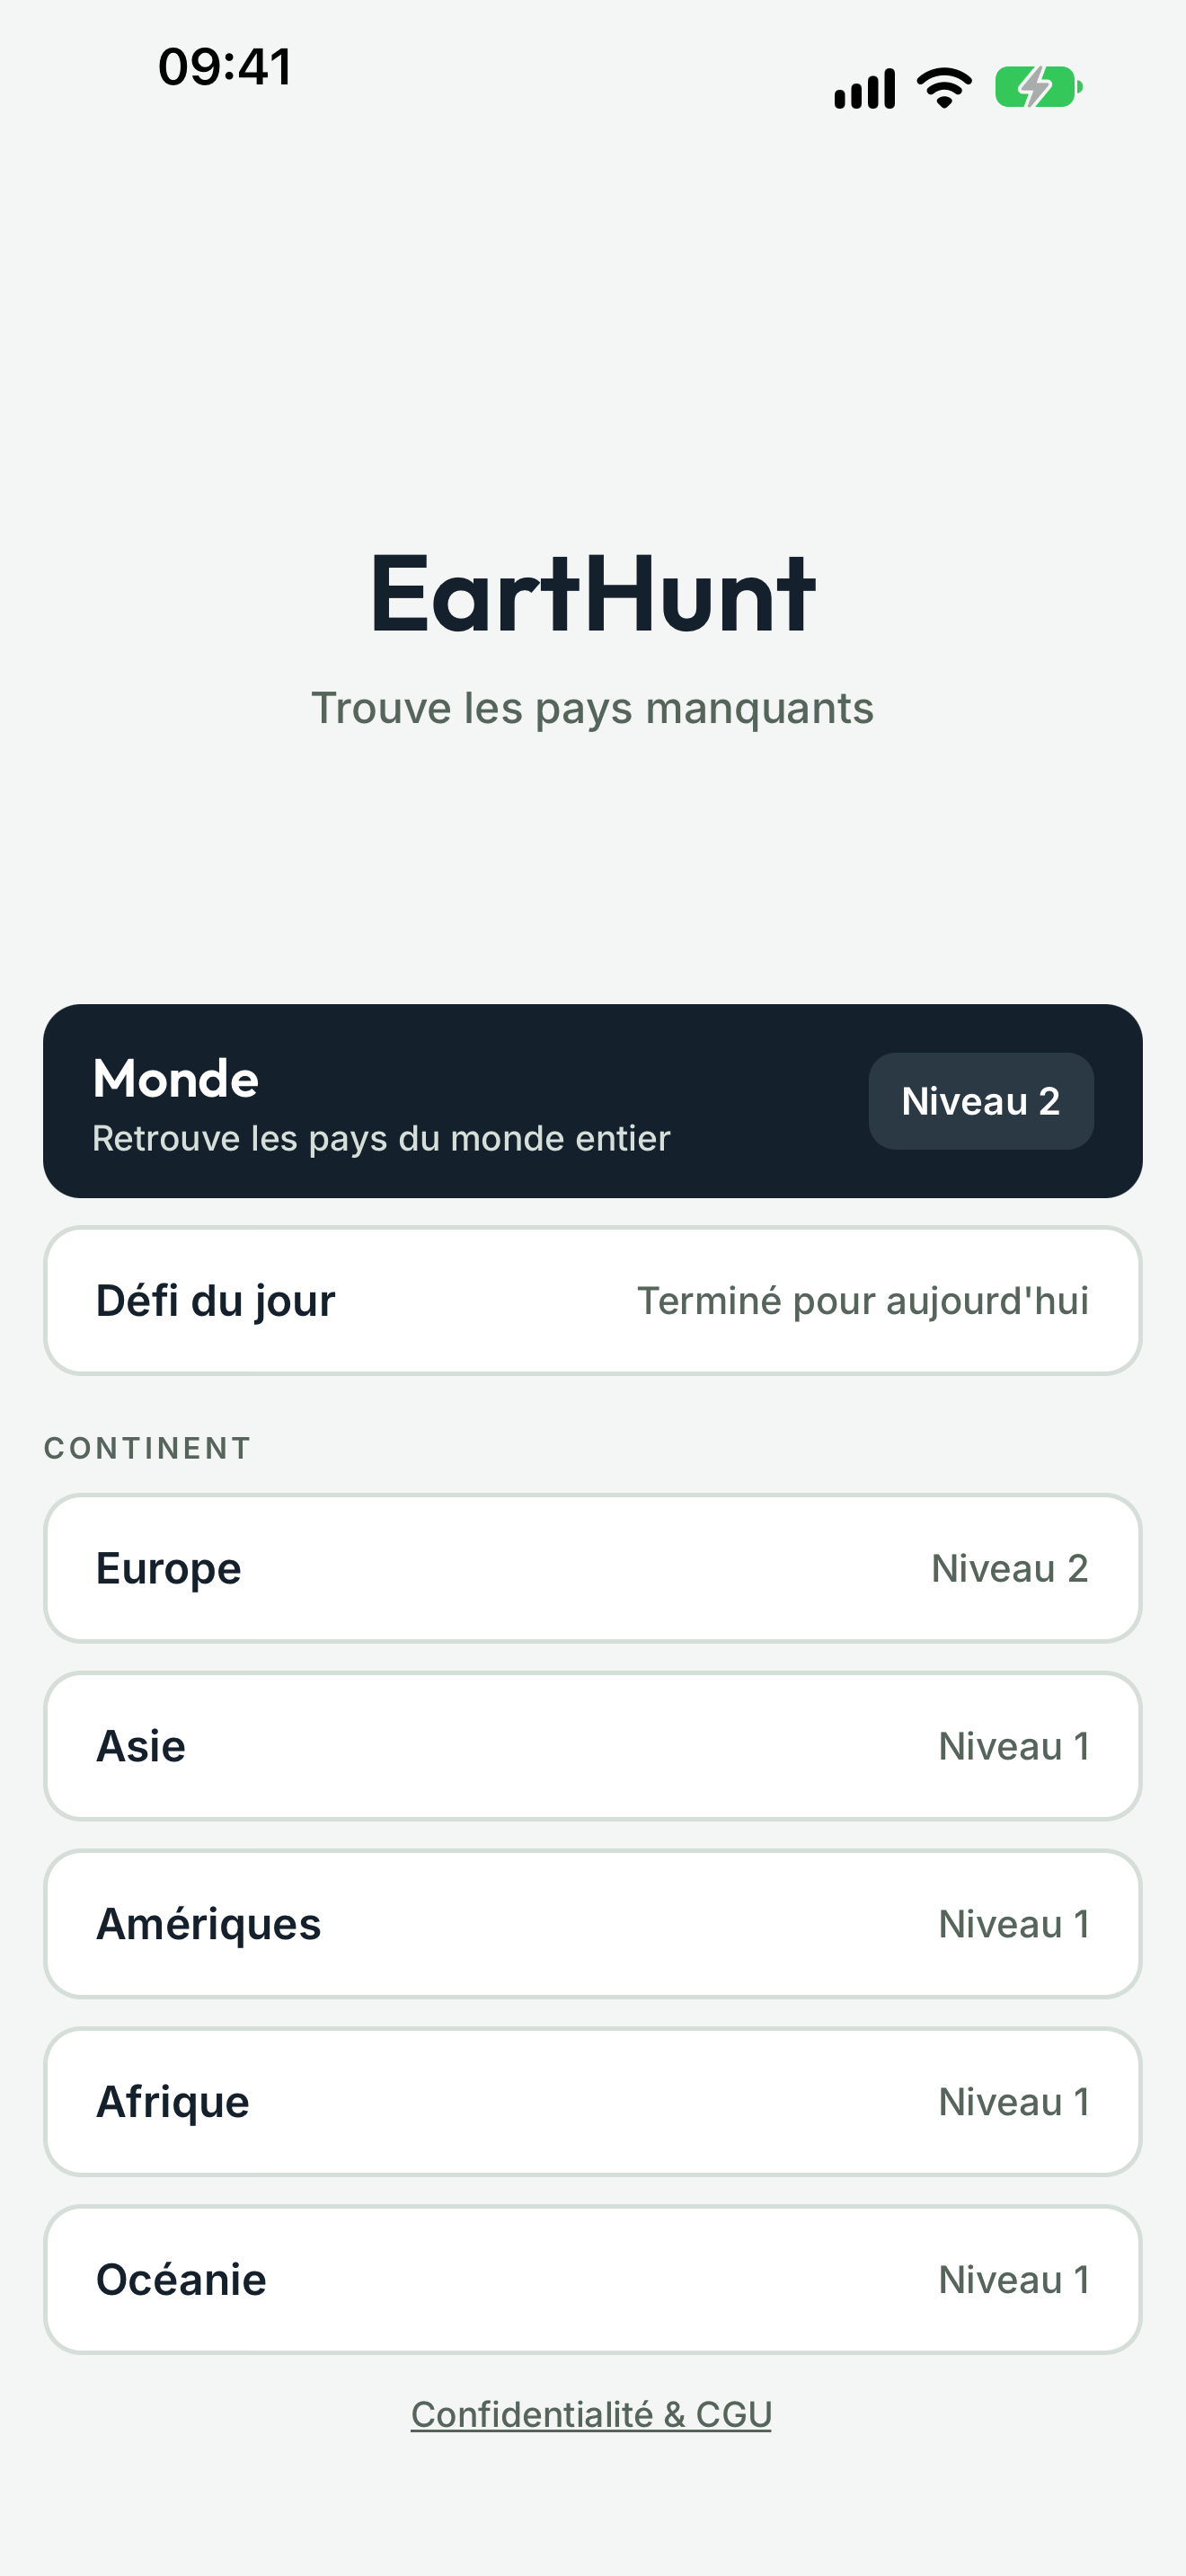 09:41
EartHunt
Trouve les pays manquants
Monde
Retrouve les pays du monde entier
Niveau 2
Défi du jour
Terminé pour aujourd'hui
CONTINENT
Europe
Niveau 2
Asie
Niveau 1
Amériques
Niveau 1
Afrique
Niveau 1
Océanie
Niveau 1
Confidentialité & CGU